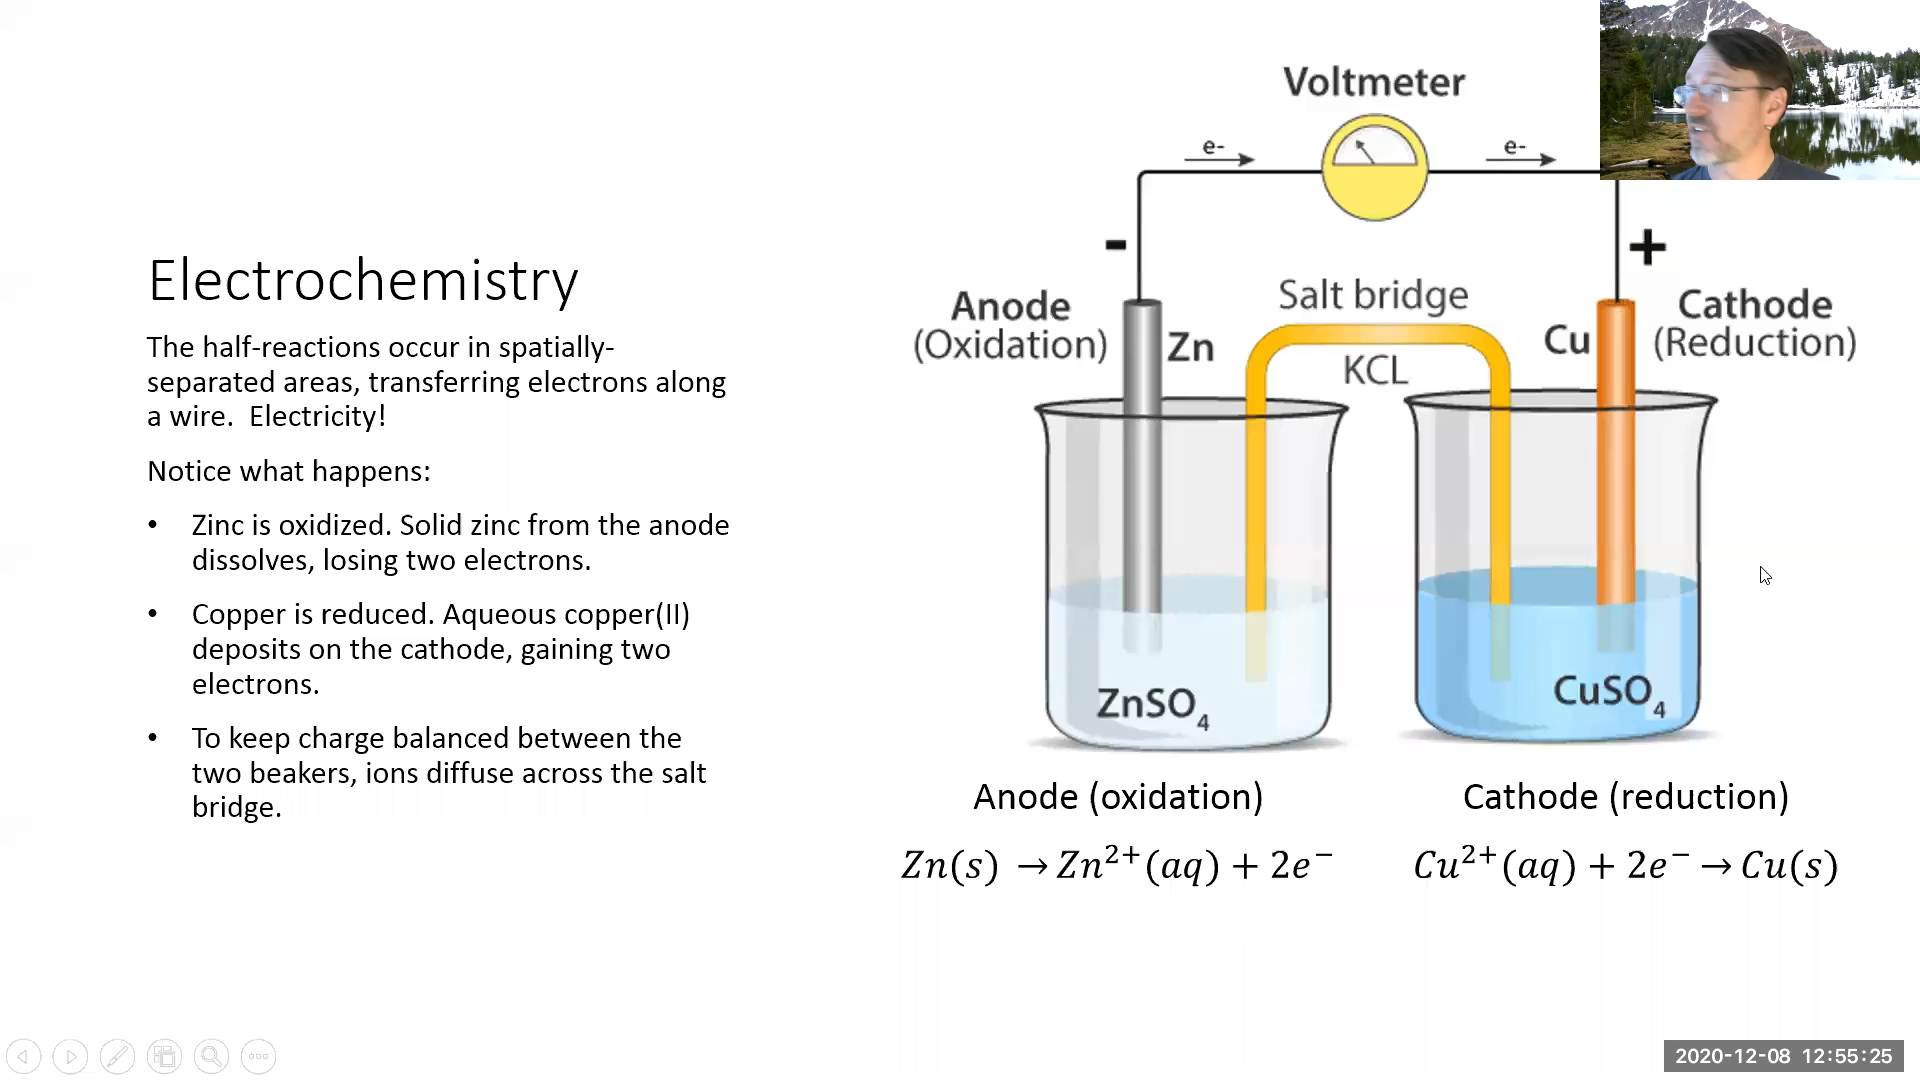 Electrochemistry
The half-reactions occur in spatially-
separated areas, transferring electrons along
a wire.  Electricity!
Notice what happens:
• Zinc is oxidized. Solid zinc from the anode
dissolves, losing two electrons.
• Copper is reduced. Aqueous copper(II)
deposits on the cathode, gaining two
electrons.
• To keep charge balanced between the
two beakers, ions diffuse across the salt
bridge.
Voltmeter
e- e-
- +
Anode
(Oxidation)
Zn
Salt bridge
KCL
Cu
Cathode
(Reduction)
ZnSO₄
CuSO₄
Anode (oxidation)
Cathode (reduction)
Zn(s) → Zn²⁺(aq) + 2e⁻
Cu²⁺(aq) + 2e⁻ → Cu(s)
2020-12-08 12:55:25